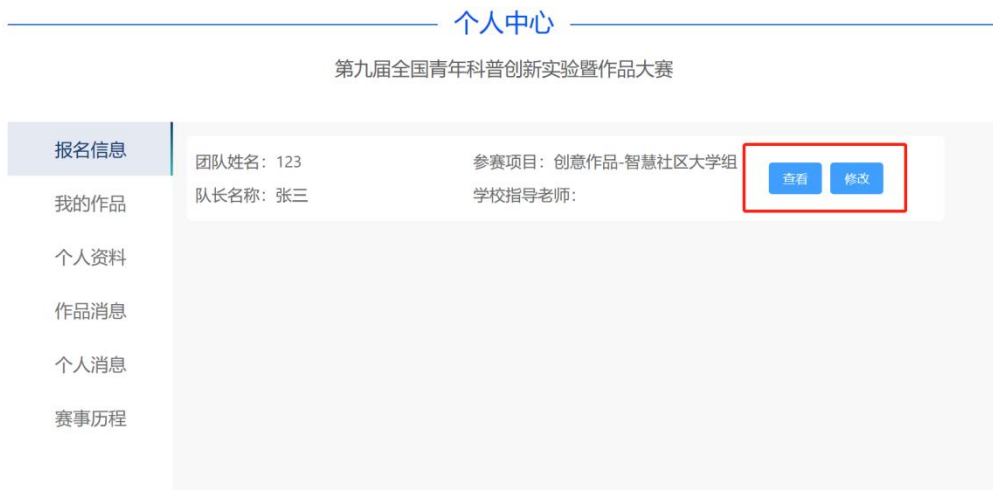 个人中心
第九届全国青年科普创新实验暨作品大赛
报名信息
我的作品
个人资料
作品消息
个人消息
赛事历程
团队姓名：123 参赛项目：创意作品-智慧社区大学组
队长名称：张三 学校指导老师：
查看 修改